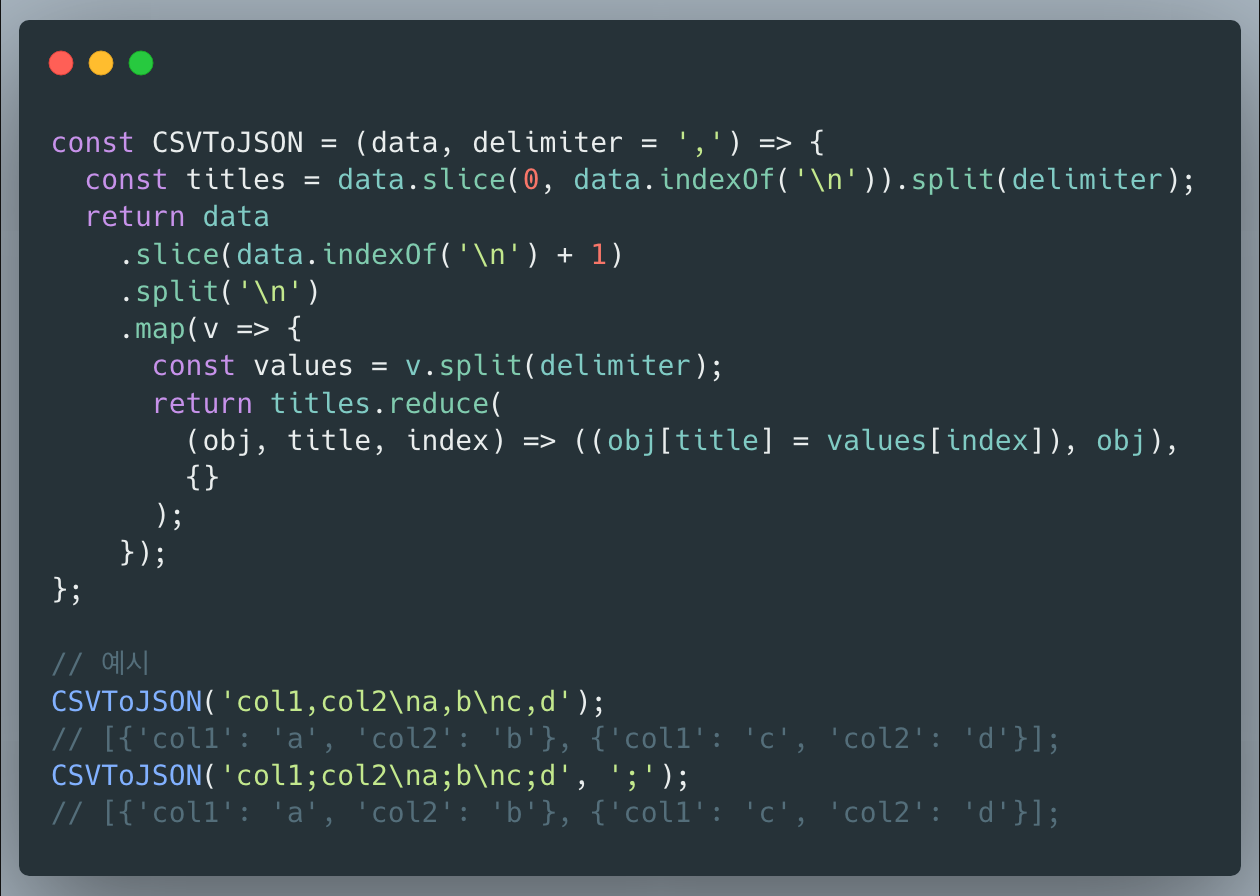 const CSVToJSON = (data, delimiter = ',') => {
  const titles = data.slice(0, data.indexOf('\n')).split(delimiter);
  return data
    .slice(data.indexOf('\n') + 1)
    .split('\n')
    .map(v => {
      const values = v.split(delimiter);
      return titles.reduce(
        (obj, title, index) => ((obj[title] = values[index]), obj),
        {}
      );
    });
};

// 예시
CSVToJSON('col1,col2\na,b\nc,d');
// [{'col1': 'a', 'col2': 'b'}, {'col1': 'c', 'col2': 'd'}];
CSVToJSON('col1;col2\na;b\nc;d', ';');
// [{'col1': 'a', 'col2': 'b'}, {'col1': 'c', 'col2': 'd'}];